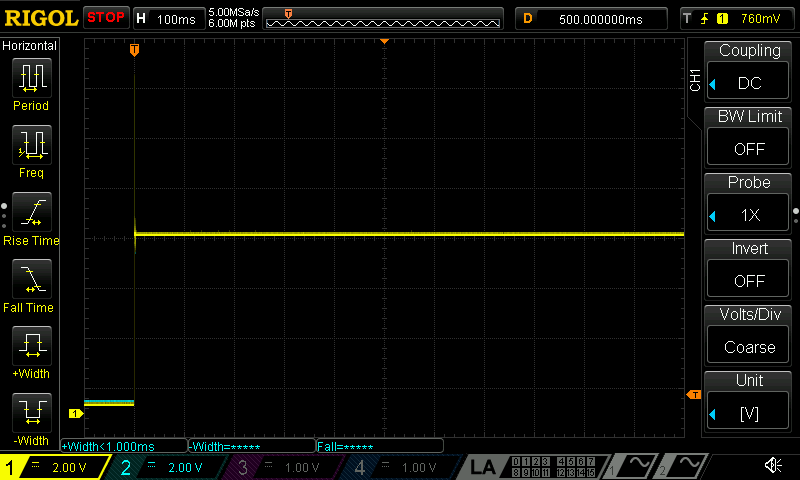 RIGOL STOP H 100ms 5.00MSa/s D 500.000000ms T 1 760mV
6.00M pts
Horizontal
Period
Freq
Rise Time
Fall Time
+Width
-Width
T
T
1
CH1
Coupling
DC
BW Limit
OFF
Probe
1X
Invert
OFF
Volts/Div
Coarse
Unit
[V]
+Width<1.000ms -Width=***** Fall=*****
1 = 2.00 V 2 = 2.00 V 3 = 1.00 V 4 = 1.00 V LA 0 1 2 3 4 5 6 7 1 2
8 9 10 11 12 13 14 15